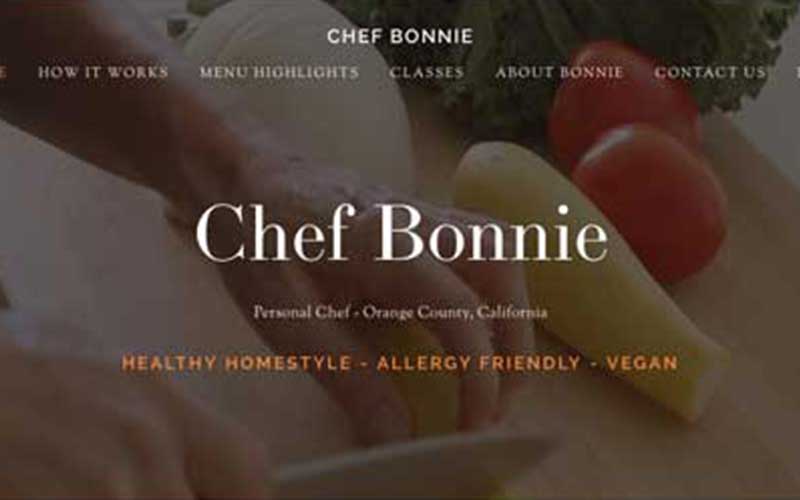 CHEF BONNIE
E HOW IT WORKS MENU HIGHLIGHTS CLASSES ABOUT BONNIE CONTACT US
Chef Bonnie
Personal Chef - Orange County, California
HEALTHY HOMESTYLE - ALLERGY FRIENDLY - VEGAN